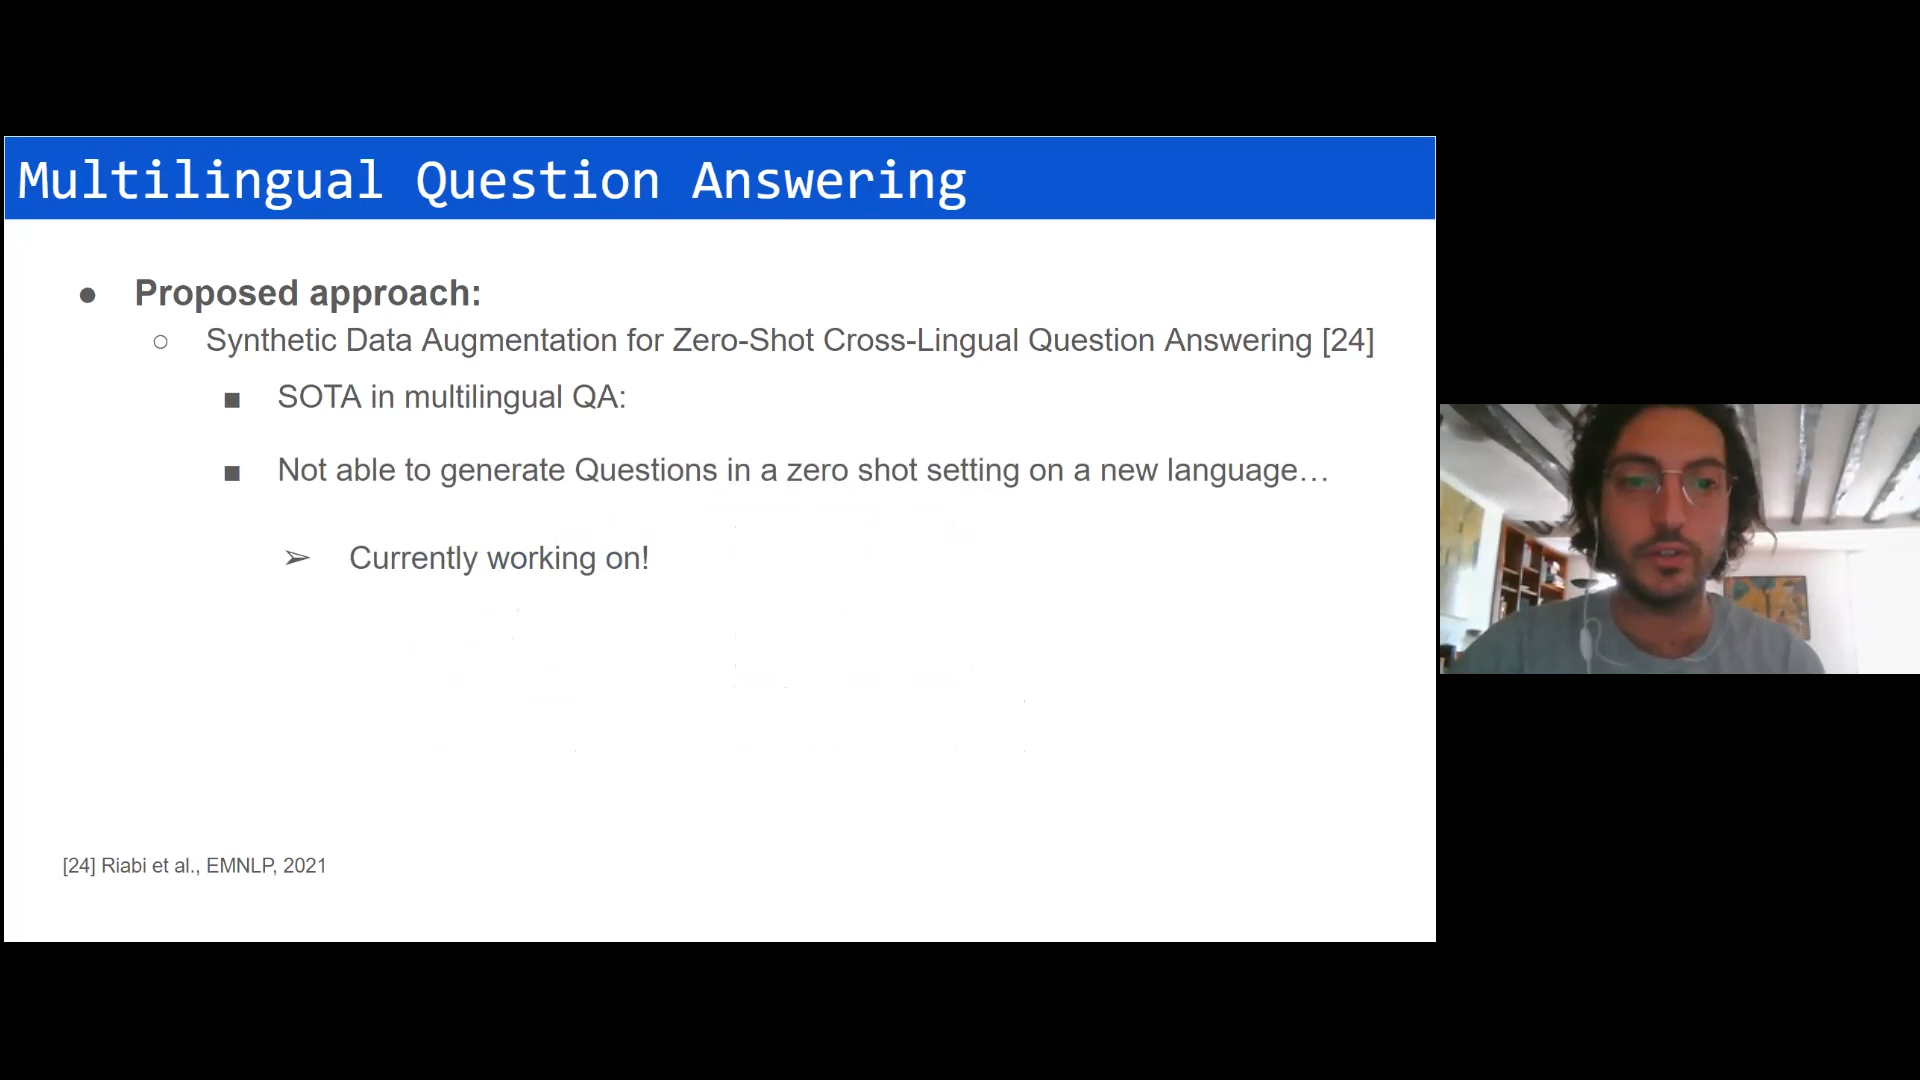 Multilingual Question Answering
● Proposed approach:
○ Synthetic Data Augmentation for Zero-Shot Cross-Lingual Question Answering [24]
■ SOTA in multilingual QA:
■ Not able to generate Questions in a zero shot setting on a new language…
➢ Currently working on!
[24] Riabi et al., EMNLP, 2021